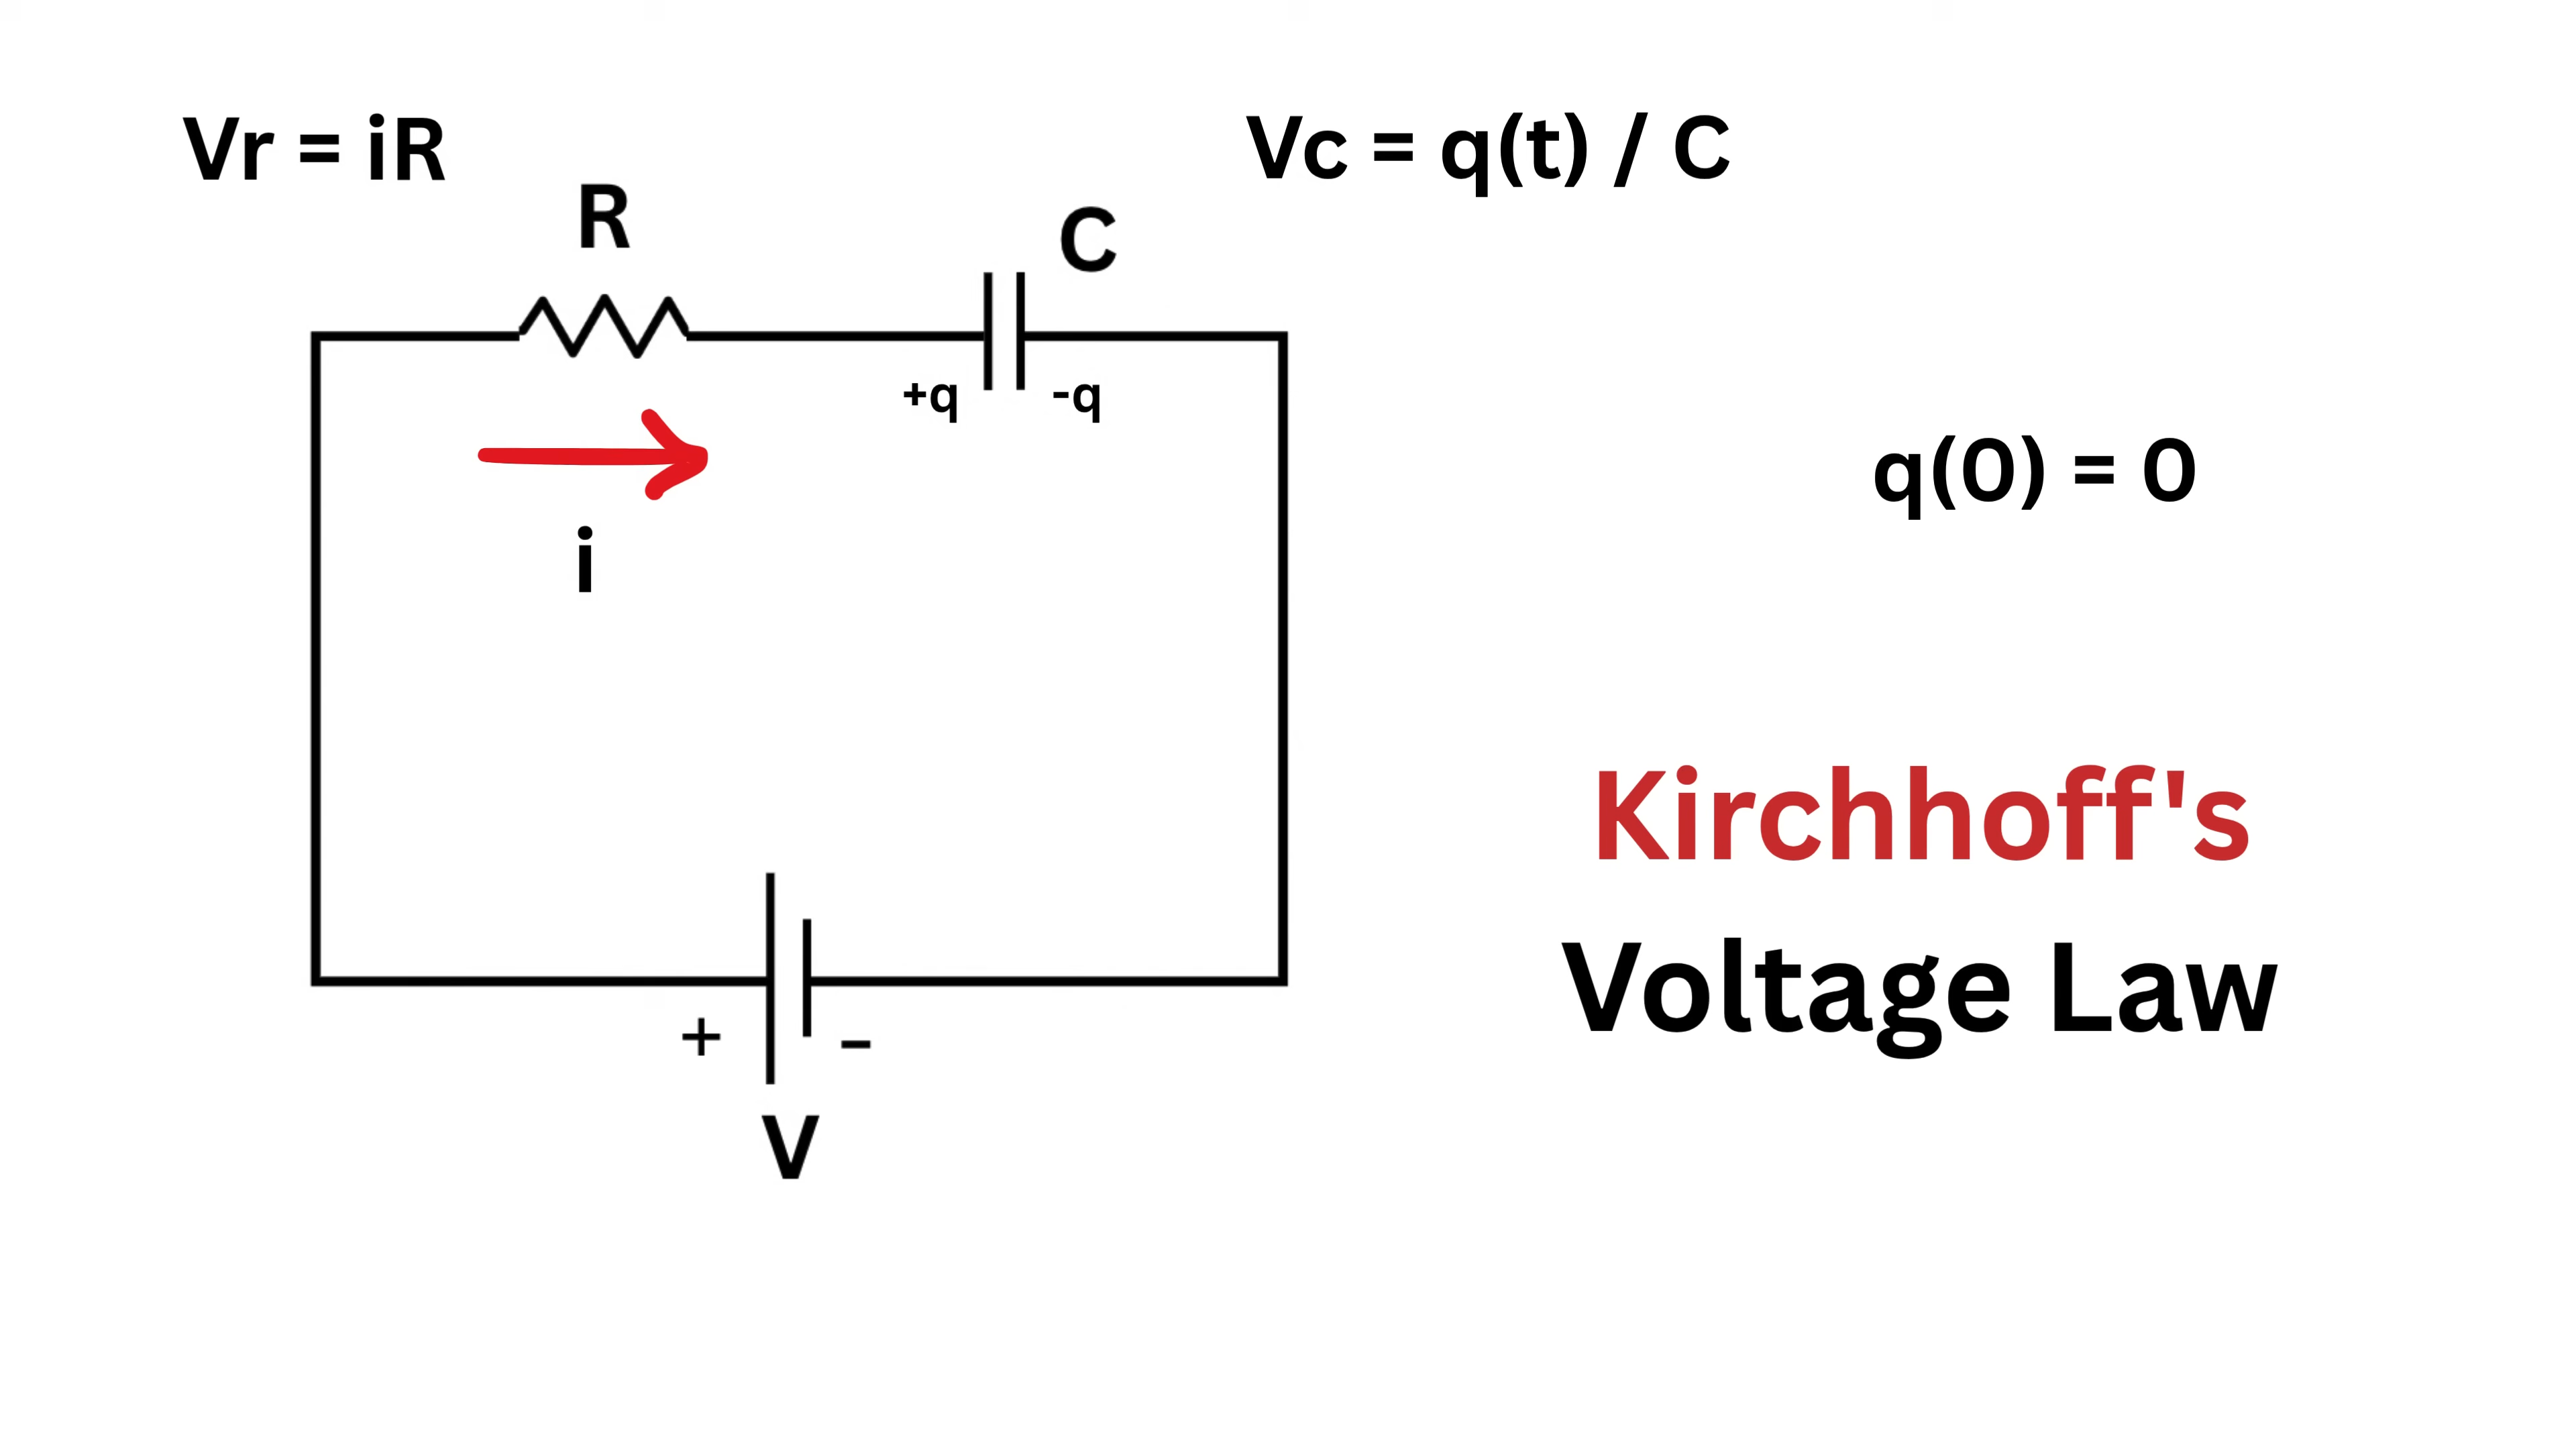 Vr = iR
Vc = q(t) / C
R
C
+q
-q
i
q(0) = 0
Kirchhoff's
Voltage Law
+
-
V